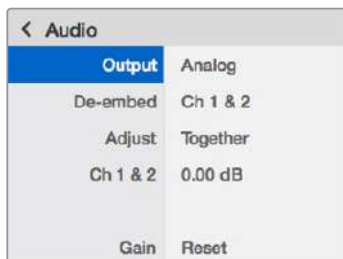 < Audio
Output Analog
De-embed Ch 1 & 2
Adjust Together
Ch 1 & 2 0.00 dB
Gain Reset